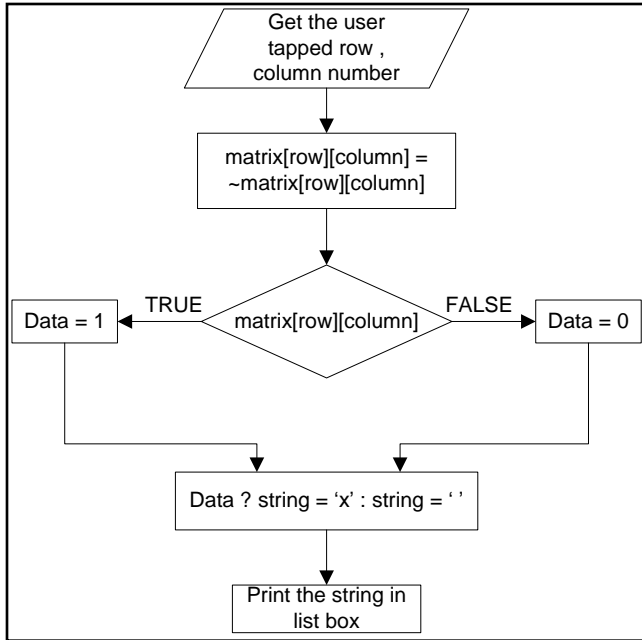 Get the user
tapped row ,
column number
matrix[row][column] =
~matrix[row][column]
TRUE
FALSE
Data = 1
matrix[row][column]
Data = 0
Data ? string = ‘x’ : string = ‘ ’
Print the string in
list box